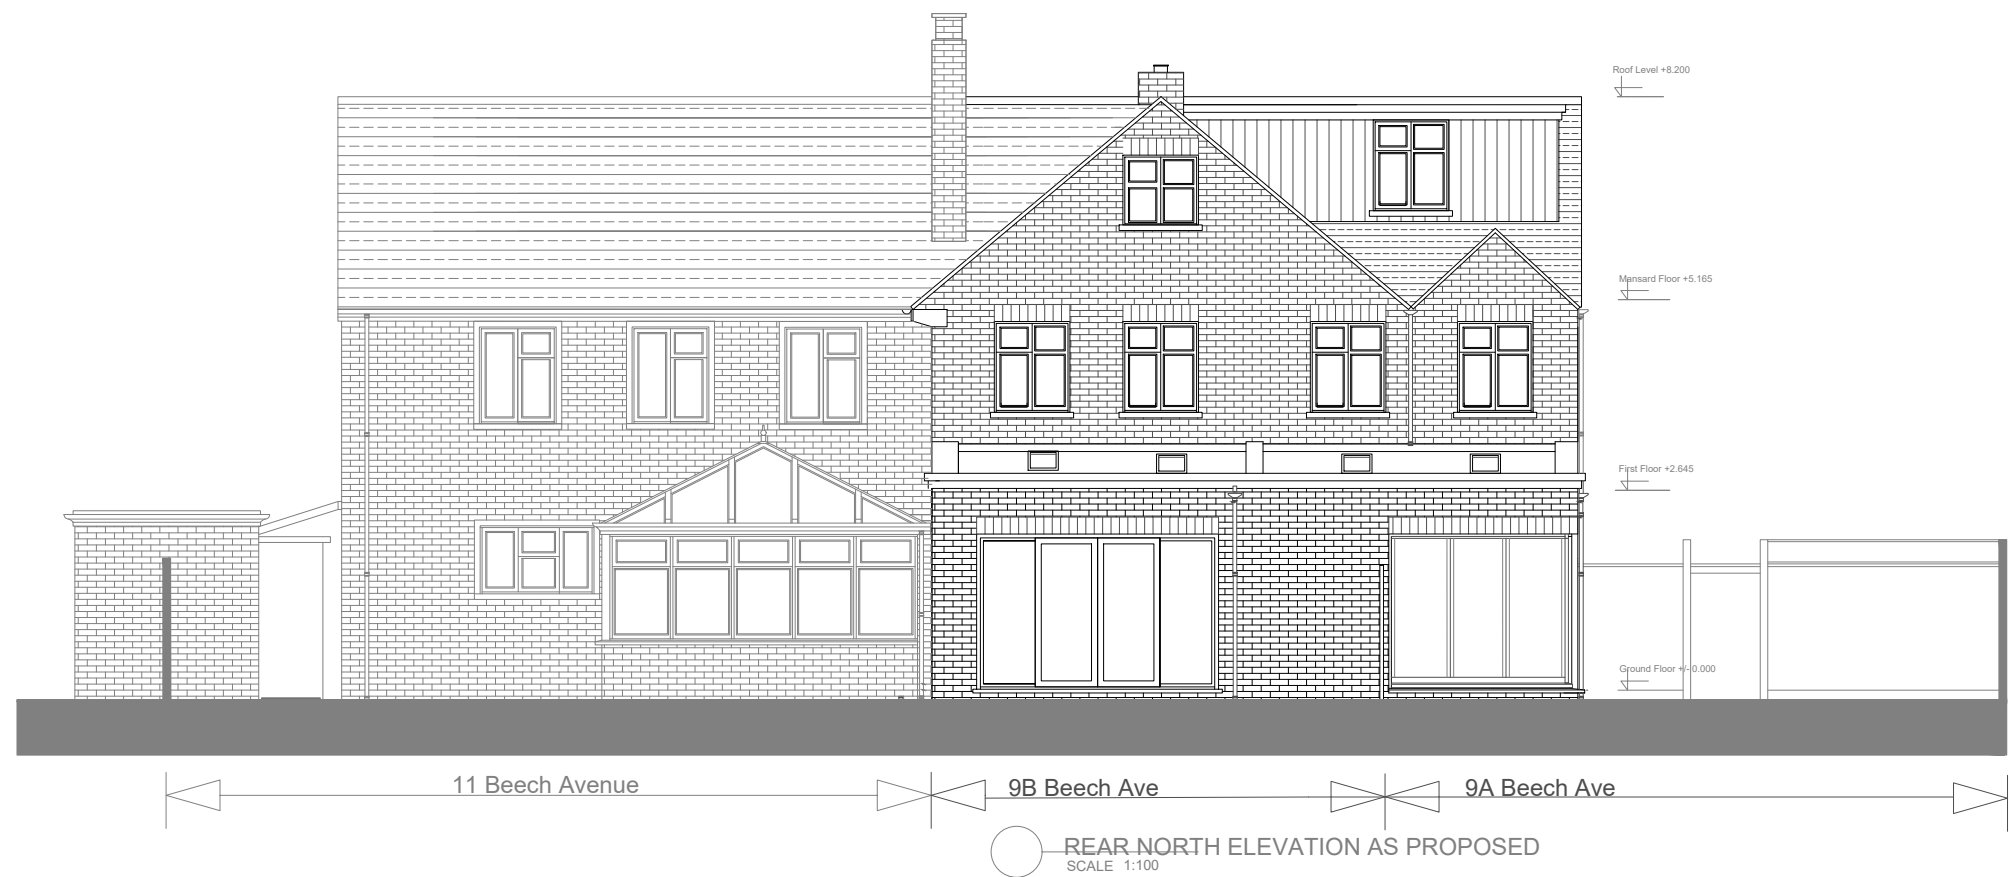 Roof Level +8.200
Mansard Floor +5.165
First Floor +2.645
Ground Floor +/- 0.000
11 Beech Avenue
9B Beech Ave
9A Beech Ave
REAR NORTH ELEVATION AS PROPOSED
SCALE 1:100